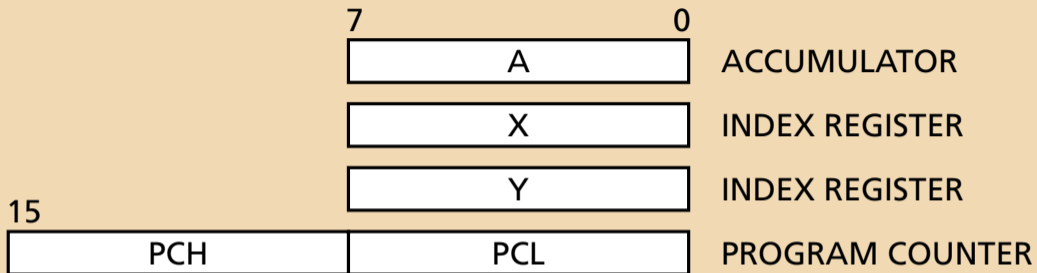 7 0
A ACCUMULATOR
X INDEX REGISTER
Y INDEX REGISTER
15
PCH PCL PROGRAM COUNTER